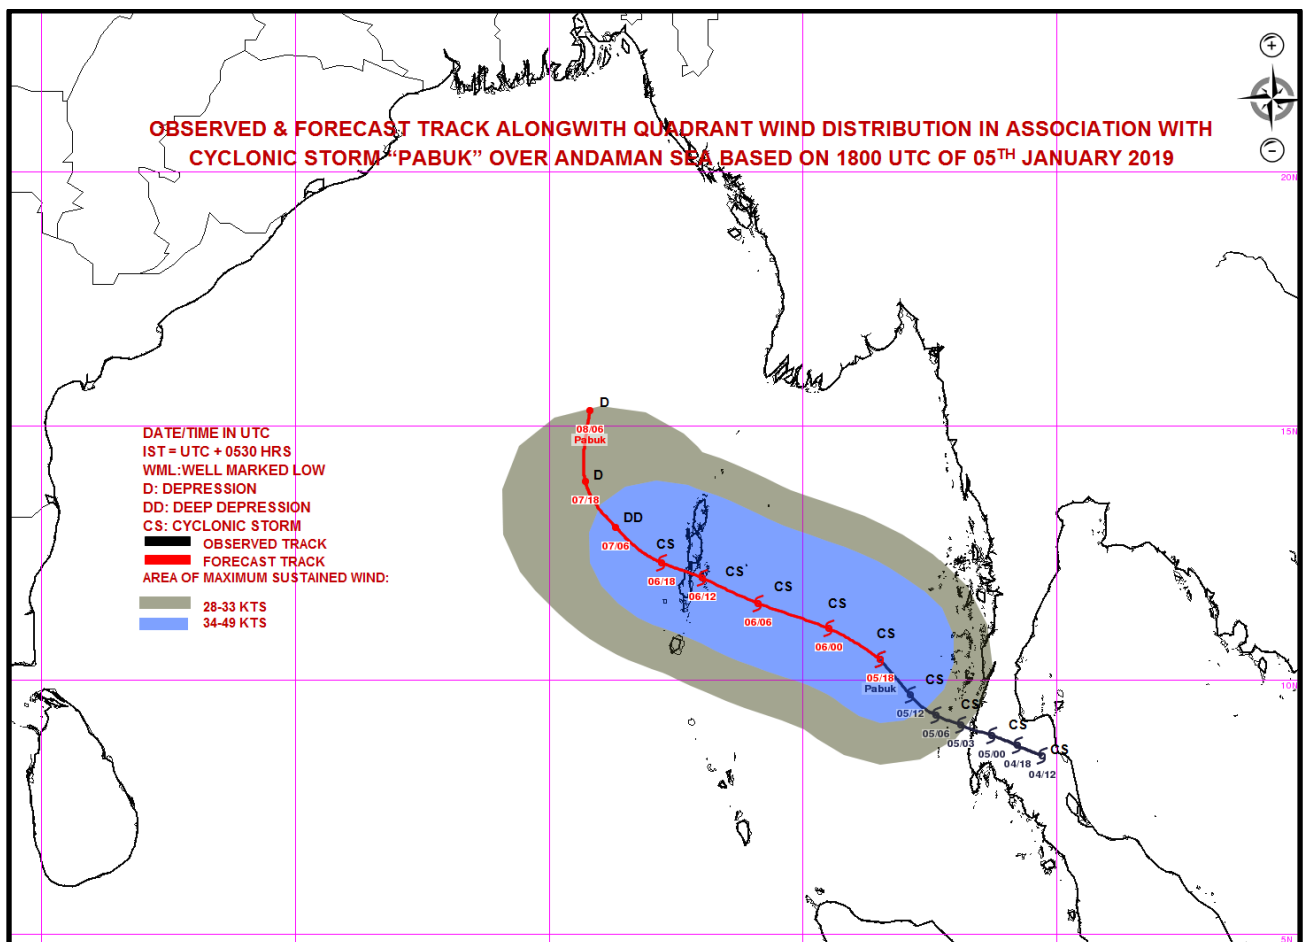 OBSERVED & FORECAST TRACK ALONGWITH QUADRANT WIND DISTRIBUTION IN ASSOCIATION WITH
CYCLONIC STORM “PABUK” OVER ANDAMAN SEA BASED ON 1800 UTC OF 05TH JANUARY 2019
20N
15N
10N
5N
DATE/TIME IN UTC
IST = UTC + 0530 HRS
WML:WELL MARKED LOW
D: DEPRESSION
DD: DEEP DEPRESSION
CS: CYCLONIC STORM
OBSERVED TRACK
FORECAST TRACK
AREA OF MAXIMUM SUSTAINED WIND:
28-33 KTS
34-49 KTS
D
08/06
Pabuk
D
07/18
DD
07/06
CS
06/18
CS
06/12
CS
06/06
CS
06/00
CS
05/18
Pabuk
CS
05/12
CS
05/06
05/03
CS
05/00
04/18
CS
04/12